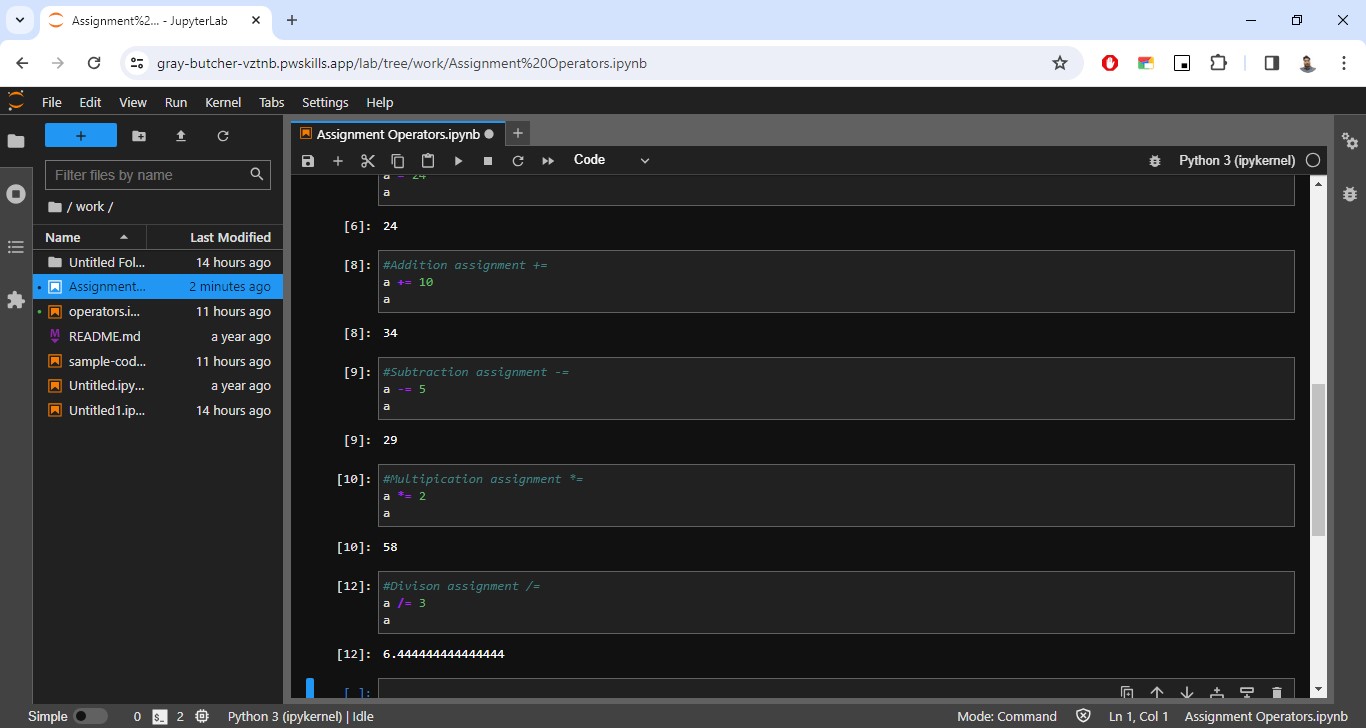 Assignment%2... - JupyterLab
gray-butcher-vztnb.pwskills.app/lab/tree/work/Assignment%20Operators.ipynb
File Edit View Run Kernel Tabs Settings Help
Filter files by name
/ work /
Name Last Modified
Untitled Fol... 14 hours ago
Assignment... 2 minutes ago
operators.i... 11 hours ago
README.md a year ago
sample-cod... 11 hours ago
Untitled.ipy... a year ago
Untitled1.ip... 14 hours ago
Assignment Operators.ipynb
Code
Python 3 (ipykernel)
a = 24
a
[6]: 24
[8]: #Addition assignment +=
a += 10
a
[8]: 34
[9]: #Subtraction assignment -=
a -= 5
a
[9]: 29
[10]: #Multipication assignment *=
a *= 2
a
[10]: 58
[12]: #Divison assignment /=
a /= 3
a
[12]: 6.444444444444444
[ ]:
Simple 0 2 Python 3 (ipykernel) | Idle
Mode: Command Ln 1, Col 1 Assignment Operators.ipynb